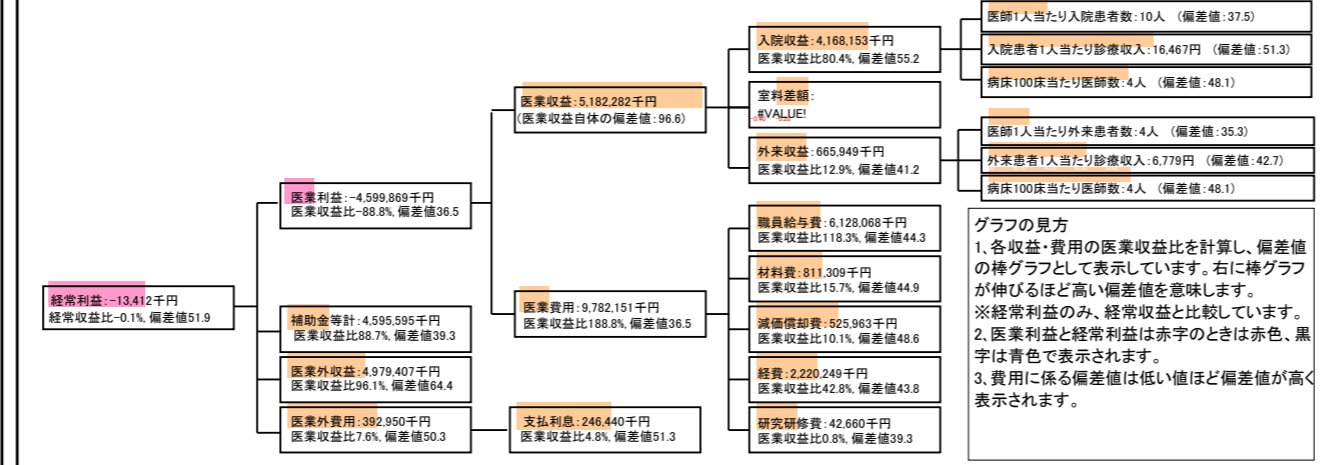 経常利益:-13,412千円
経常収益比-0.1%, 偏差値51.9
医業利益:-4,599,869千円
医業収益比-88.8%, 偏差値36.5
補助金等計:4,595,595千円
医業収益比88.7%, 偏差値39.3
医業外収益:4,979,407千円
医業収益比96.1%, 偏差値64.4
医業外費用:392,950千円
医業収益比7.6%, 偏差値50.3
医業収益:5,182,282千円
(医業収益自体の偏差値:96.6)
医業費用:9,782,151千円
医業収益比188.8%, 偏差値36.5
支払利息:246,440千円
医業収益比4.8%, 偏差値51.3
入院収益:4,168,153千円
医業収益比80.4%, 偏差値55.2
室料差額:
#VALUE!
外来収益:665,949千円
医業収益比12.9%, 偏差値41.2
職員給与費:6,128,068千円
医業収益比118.3%, 偏差値44.3
材料費:811,309千円
医業収益比15.7%, 偏差値44.9
減価償却費:525,963千円
医業収益比10.1%, 偏差値48.6
経費:2,220,249千円
医業収益比42.8%, 偏差値43.8
研究研修費:42,660千円
医業収益比0.8%, 偏差値39.3
医師1人当たり入院患者数:10人 (偏差値:37.5)
入院患者1人当たり診療収入:16,467円 (偏差値:51.3)
病床100床当たり医師数:4人 (偏差値:48.1)
医師1人当たり外来患者数:4人 (偏差値:35.3)
外来患者1人当たり診療収入:6,779円 (偏差値:42.7)
病床100床当たり医師数:4人 (偏差値:48.1)
グラフの見方
1、各収益・費用の医業収益比を計算し、偏差値
の棒グラフとして表示しています。右に棒グラフ
が伸びるほど高い偏差値を意味します。
※経常利益のみ、経常収益と比較しています。
2、医業利益と経常利益は赤字のときは赤色、黒
字は青色で表示されます。
3、費用に係る偏差値は低い値ほど偏差値が高く
表示されます。